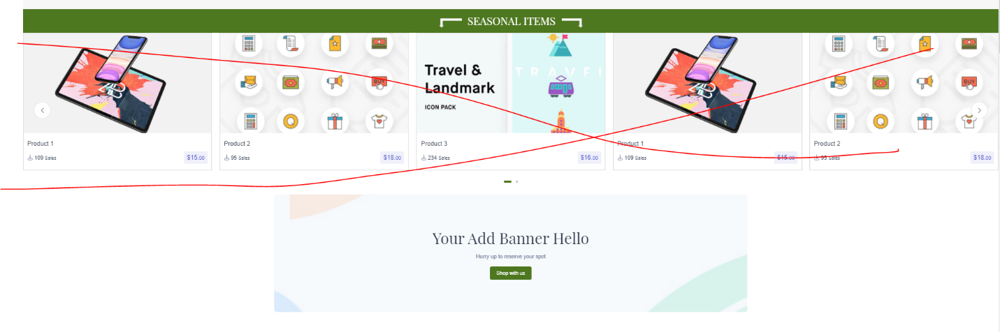 SEASONAL ITEMS
BUY
Travel &
Landmark
ICON PACK
TRAVEL
BUY
Product 1
109 Sales
$15.00
Product 2
95 Sales
$18.00
Product 3
234 Sales
$16.00
Product 1
109 Sales
$15.00
Product 2
95 Sales
$18.00
Your Add Banner Hello
Hurry up to reserve your spot
Shop with us